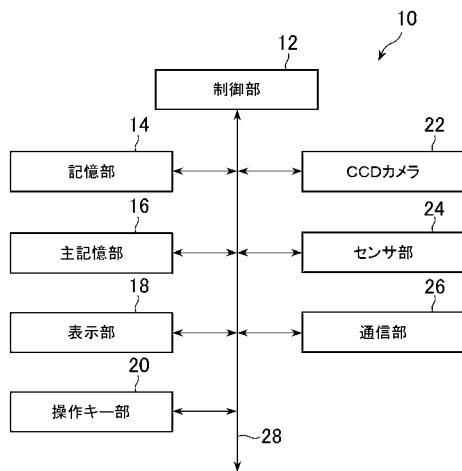 10
12
制御部
14
記憶部
22
CCDカメラ
16
主記憶部
24
センサ部
18
表示部
26
通信部
20
操作キー部
28